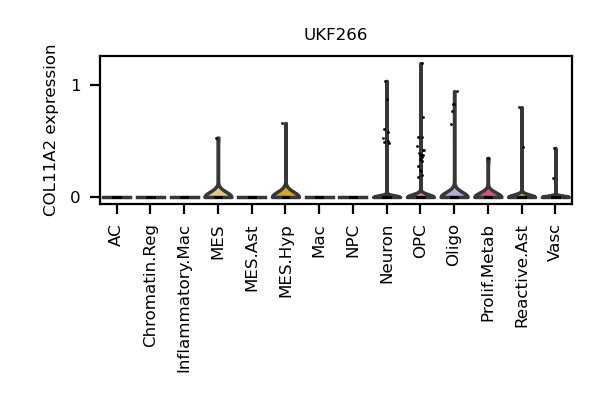 UKF266
COL11A2 expression
1
0
AC
Chromatin.Reg
Inflammatory.Mac
MES
MES.Ast
MES.Hyp
Mac
NPC
Neuron
OPC
Oligo
Prolif.Metab
Reactive.Ast
Vasc